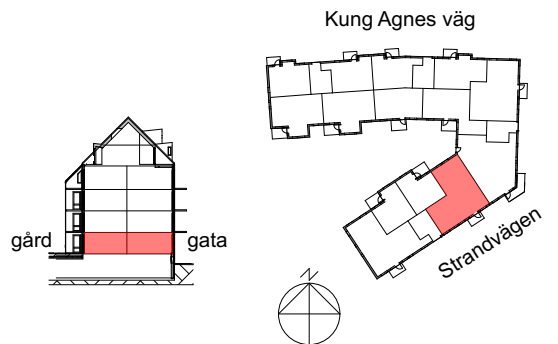 Kung Agnes väg
gård
gata
Strandvägen
N